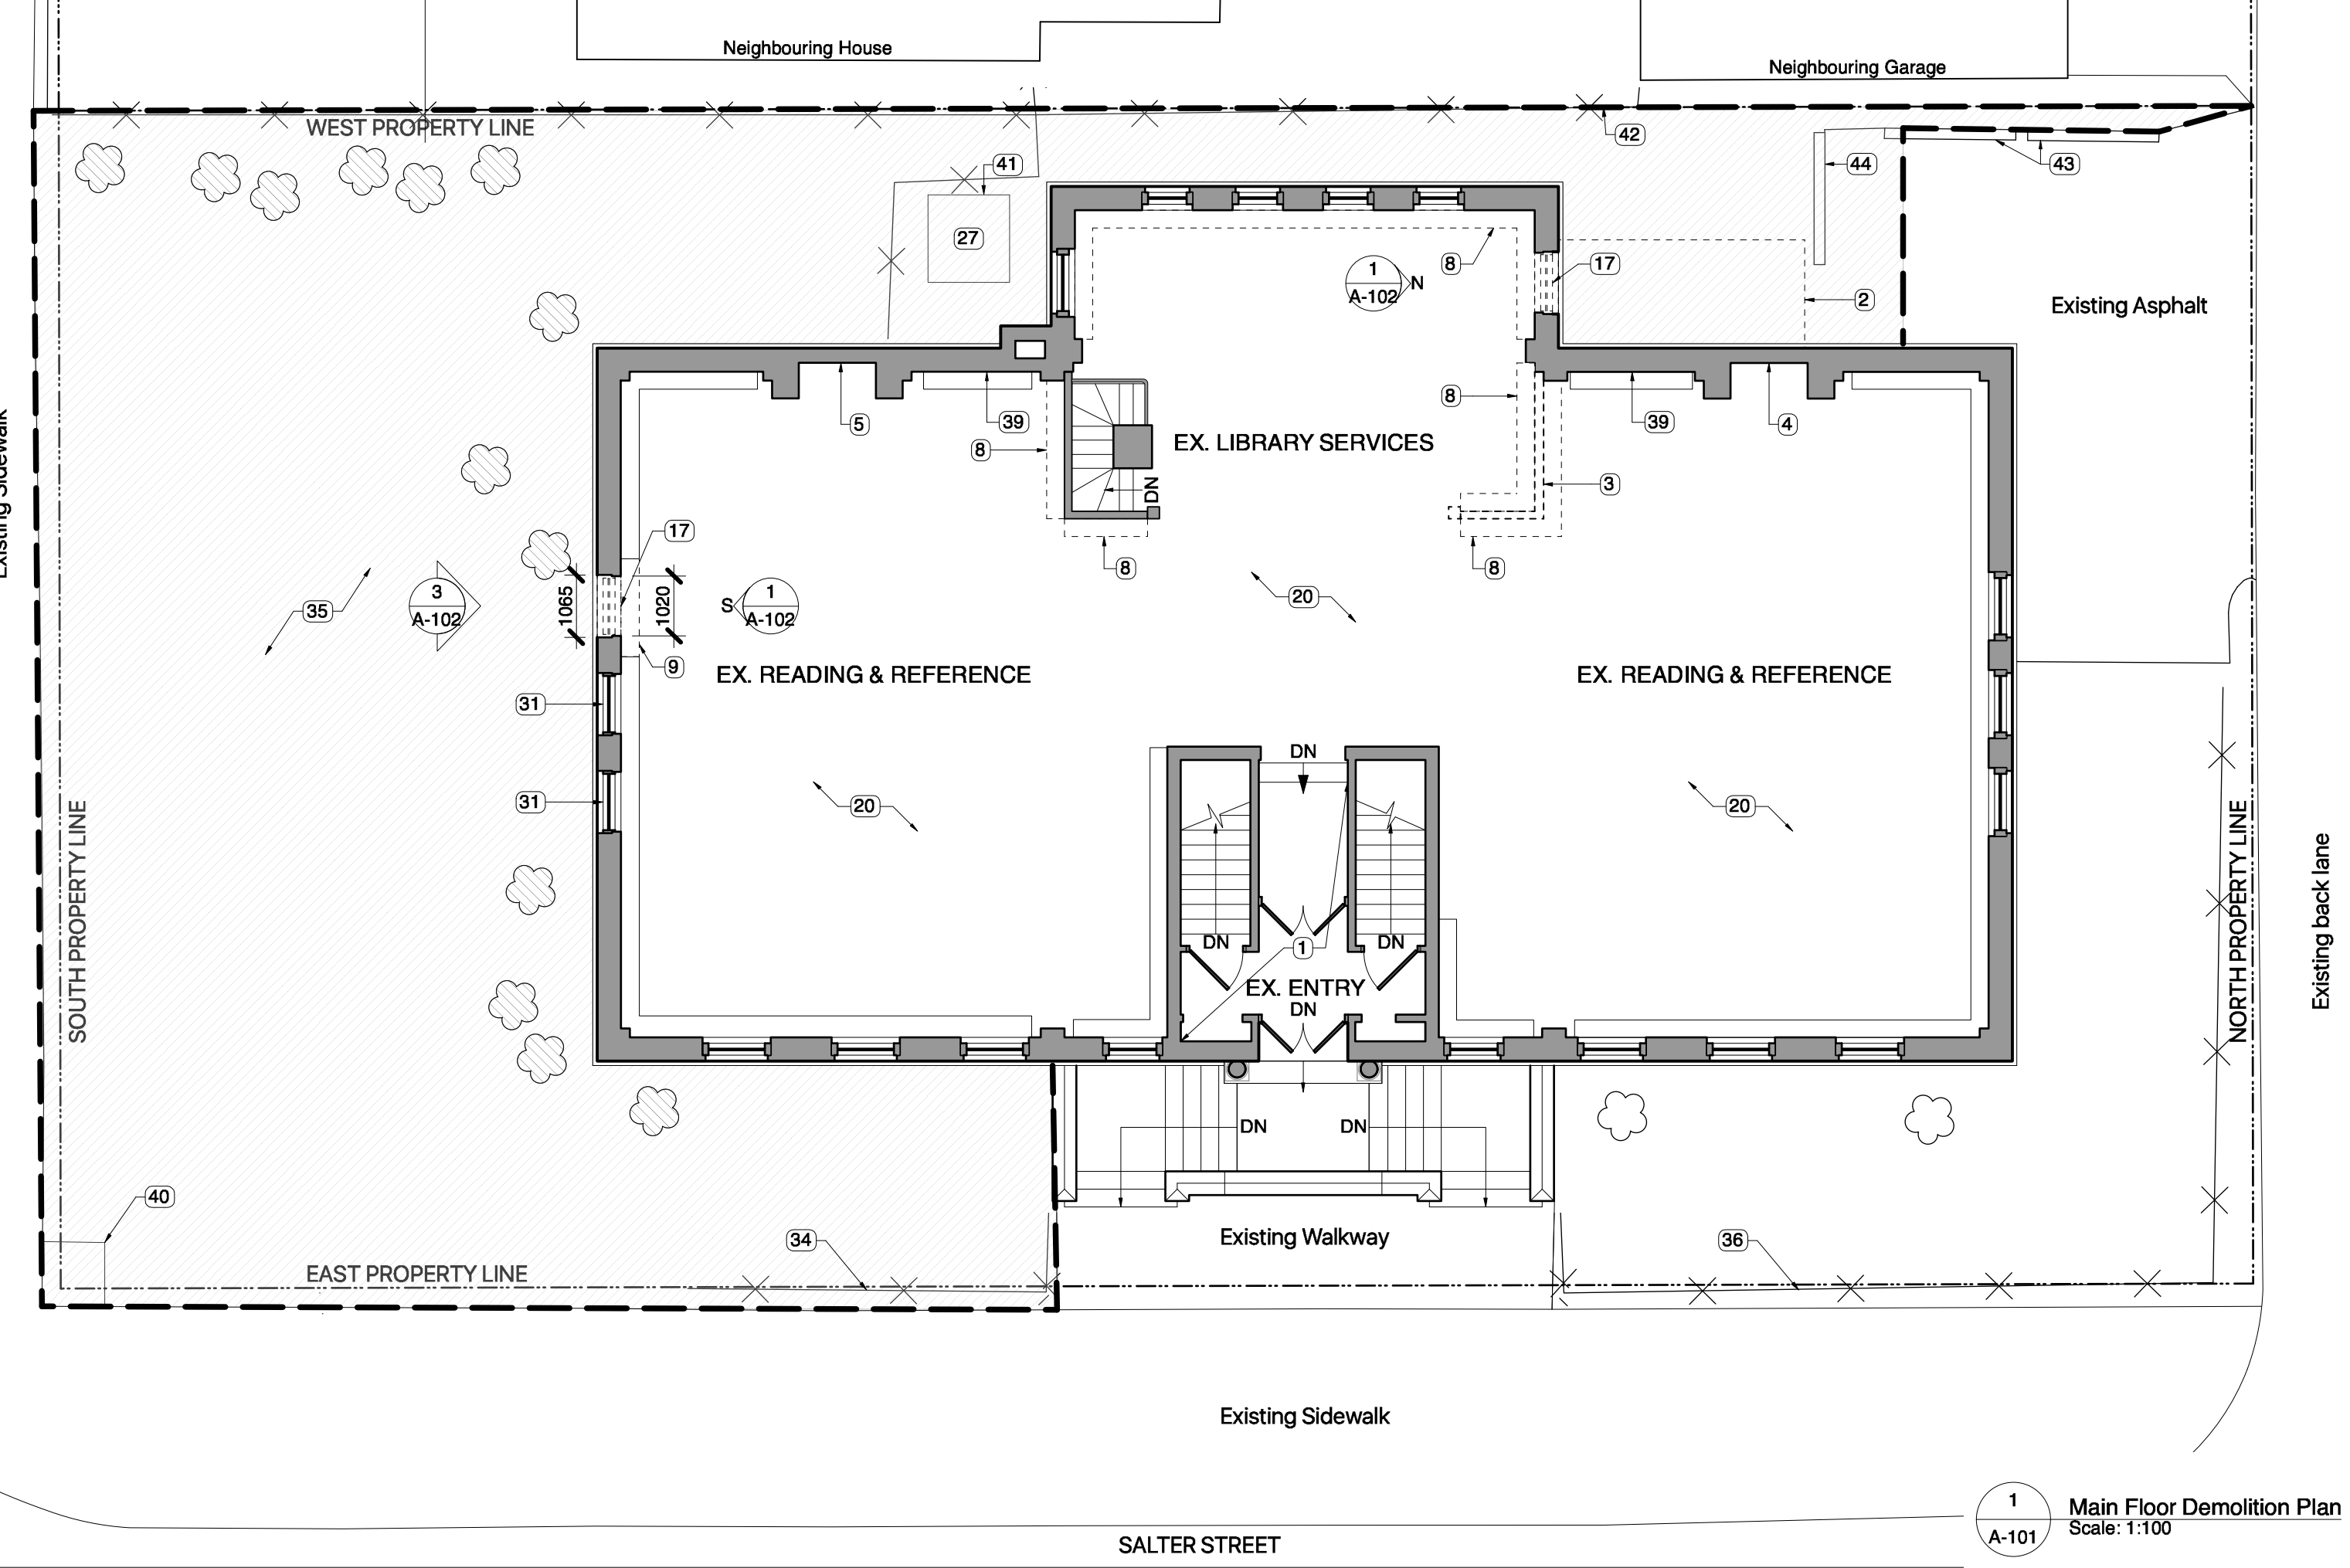 Neighbouring House
Neighbouring Garage
WEST PROPERTY LINE
42
41
44
43
27
8
17
1
A-102
N
2
Existing Asphalt
Existing Sidewalk
5
39
8
39
4
8
EX. LIBRARY SERVICES
DN
3
17
8
8
1065
1020
35
3
A-102
S
1
A-102
20
9
EX. READING & REFERENCE
EX. READING & REFERENCE
31
DN
31
20
20
SOUTH PROPERTY LINE
NORTH PROPERTY LINE
Existing back lane
DN
1
DN
EX. ENTRY
DN
DN
DN
40
34
Existing Walkway
36
EAST PROPERTY LINE
Existing Sidewalk
1
A-101
Main Floor Demolition Plan
Scale: 1:100
SALTER STREET